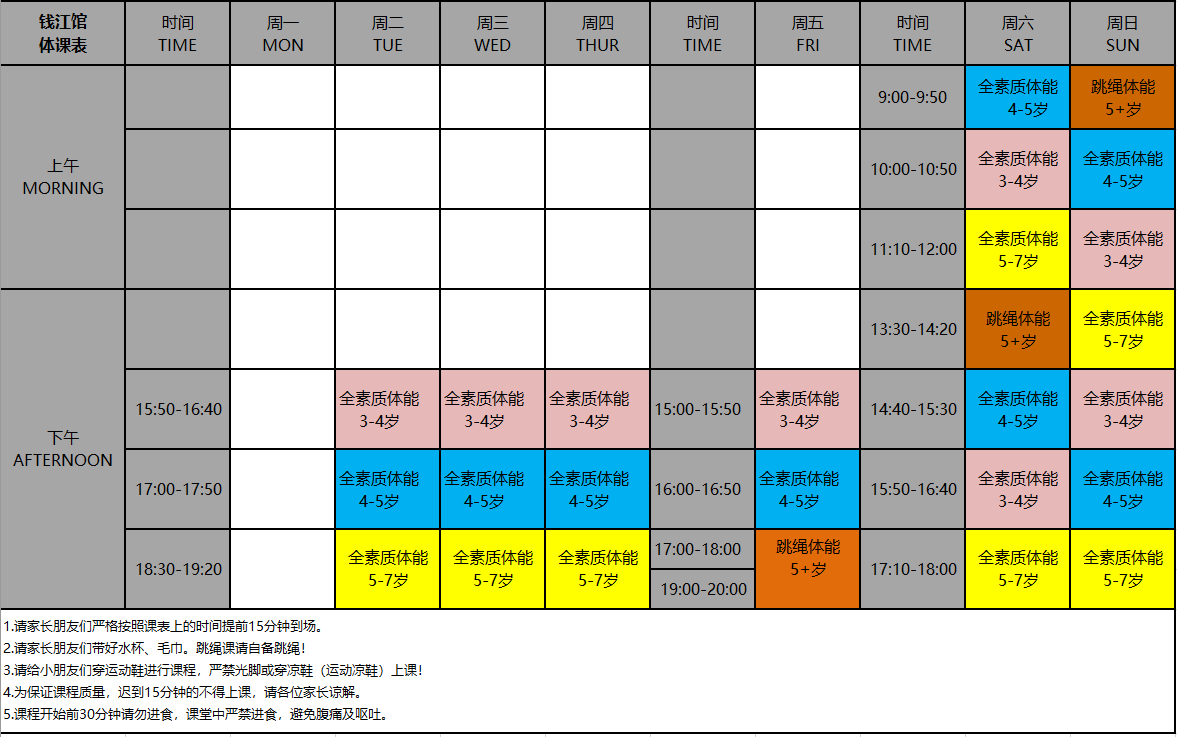 钱江馆
体课表
时间
TIME
周一
MON
周二
TUE
周三
WED
周四
THUR
时间
TIME
周五
FRI
时间
TIME
周六
SAT
周日
SUN
上午
MORNING
9:00-9:50
全素质体能
4-5岁
跳绳体能
5+岁
10:00-10:50
全素质体能
3-4岁
全素质体能
4-5岁
11:10-12:00
全素质体能
5-7岁
全素质体能
3-4岁
下午
AFTERNOON
13:30-14:20
跳绳体能
5+岁
全素质体能
5-7岁
15:50-16:40
全素质体能
3-4岁
全素质体能
3-4岁
全素质体能
3-4岁
15:00-15:50
全素质体能
3-4岁
14:40-15:30
全素质体能
4-5岁
全素质体能
3-4岁
17:00-17:50
全素质体能
4-5岁
全素质体能
4-5岁
全素质体能
4-5岁
16:00-16:50
全素质体能
4-5岁
15:50-16:40
全素质体能
3-4岁
全素质体能
4-5岁
18:30-19:20
全素质体能
5-7岁
全素质体能
5-7岁
全素质体能
5-7岁
17:00-18:00
19:00-20:00
跳绳体能
5+岁
17:10-18:00
全素质体能
5-7岁
全素质体能
5-7岁
1.请家长朋友们严格按照课表上的时间提前15分钟到场。
2.请家长朋友们带好水杯、毛巾。跳绳课请自备跳绳！
3.请给小朋友们穿运动鞋进行课程，严禁光脚或穿凉鞋（运动凉鞋）上课！
4.为保证课程质量，迟到15分钟的不得上课，请各位家长谅解。
5.课程开始前30分钟请勿进食，课堂中严禁进食，避免腹痛及呕吐。